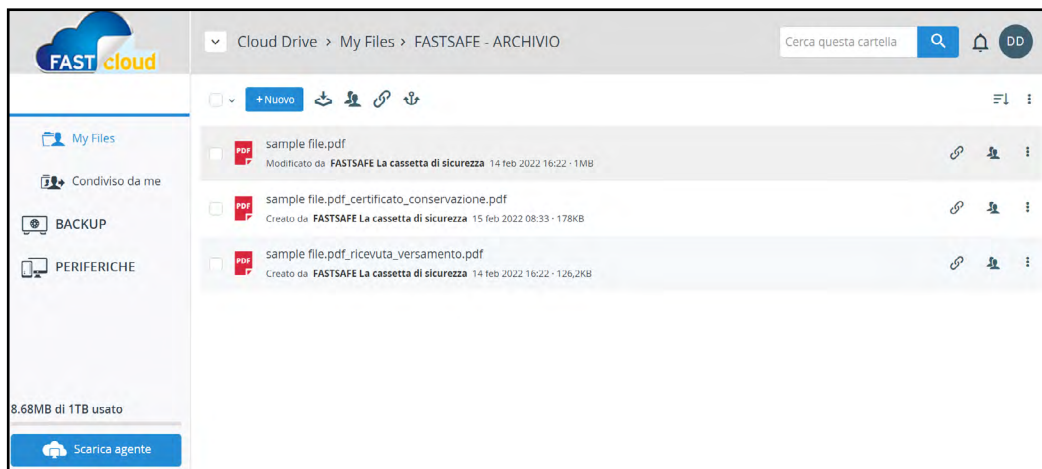 FAST cloud
Cloud Drive > My Files > FASTSAFE - ARCHIVIO
Cerca questa cartella
DD
+Nuovo
My Files
Condiviso da me
BACKUP
PERIFERICHE
PDF
sample file.pdf
Modificato da FASTSAFE La cassetta di sicurezza 14 feb 2022 16:22 · 1MB
PDF
sample file.pdf_certificato_conservazione.pdf
Creato da FASTSAFE La cassetta di sicurezza 15 feb 2022 08:33 · 178KB
PDF
sample file.pdf_ricevuta_versamento.pdf
Creato da FASTSAFE La cassetta di sicurezza 14 feb 2022 16:22 · 126,2KB
8.68MB di 1TB usato
Scarica agente